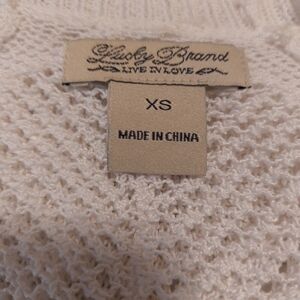 Lucky Brand
LIVE IN LOVE
XS
MADE IN CHINA